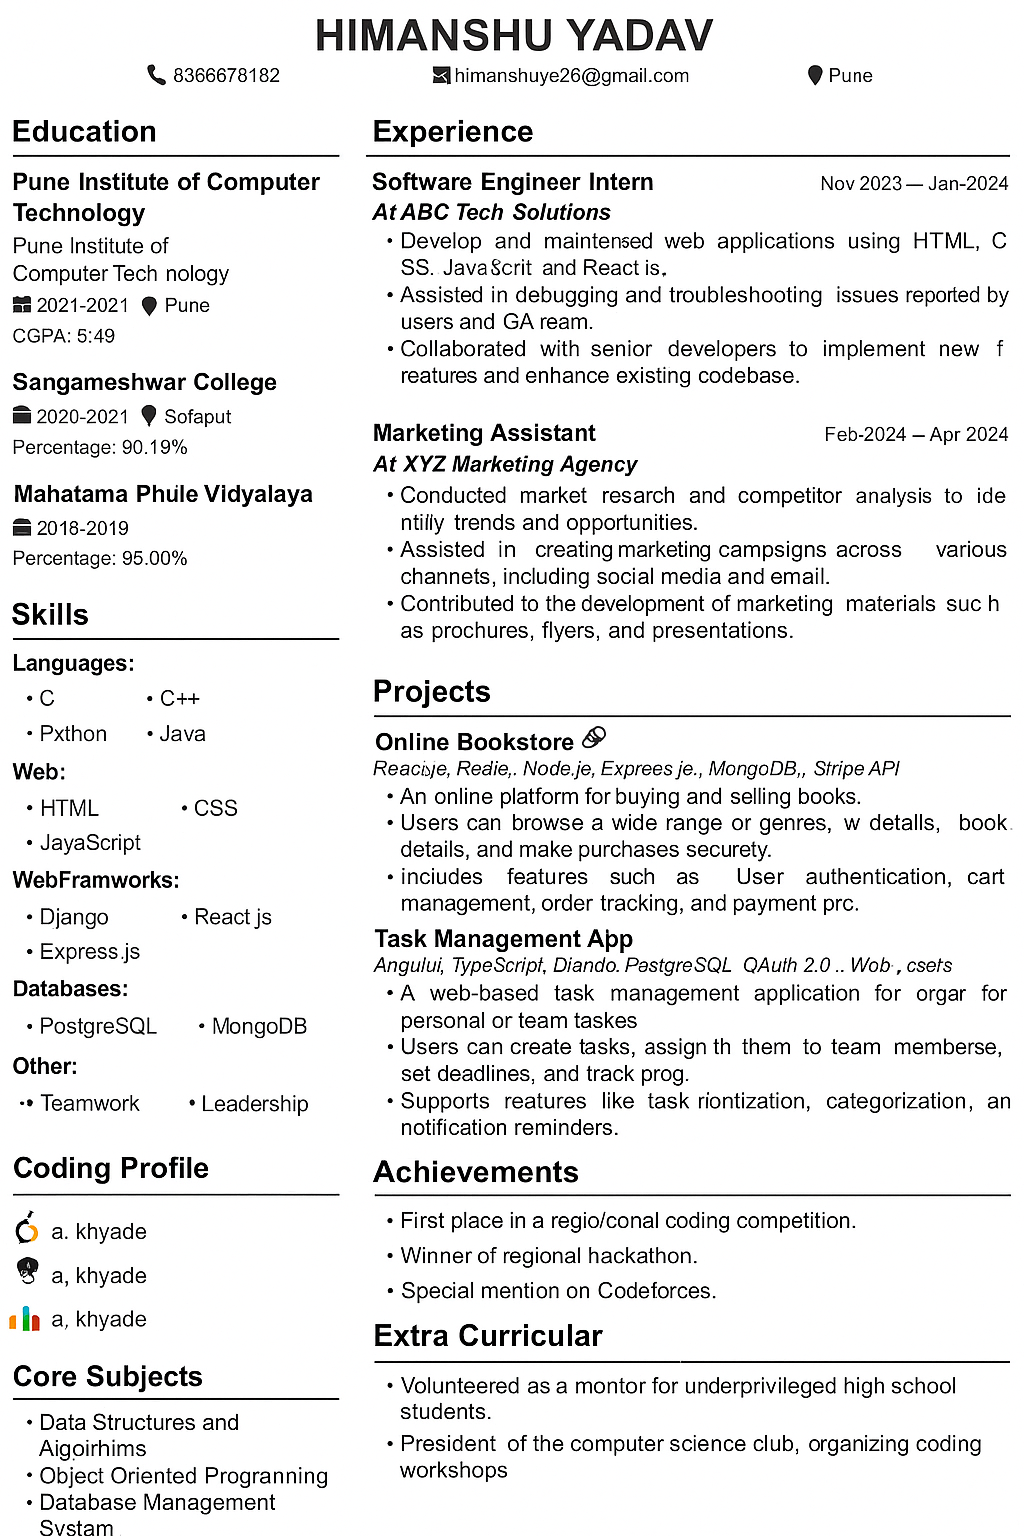 HIMANSHU YADAV
8366678182
himanshuye26@gmail.com
Pune
Education
Pune Institute of Computer
Technology
Pune Institute of
Computer Tech nology
2021-2021 Pune
CGPA: 5:49
Sangameshwar College
2020-2021 Sofaput
Percentage: 90.19%
Mahatama Phule Vidyalaya
2018-2019
Percentage: 95.00%
Skills
Languages:
• C • C++
• Pxthon • Java
Web:
• HTML • CSS
• JayaScript
WebFramworks:
• Django • React js
• Express.js
Databases:
• PostgreSQL • MongoDB
Other:
• Teamwork • Leadership
Coding Profile
a. khyade
a, khyade
a, khyade
Core Subjects
• Data Structures and
Aigoirhims
• Object Oriented Progranning
• Database Management
Systam
Experience
Software Engineer Intern Nov 2023 — Jan-2024
At ABC Tech Solutions
• Develop and maintensed web applications using HTML, C
SS. Java Scrit and React is.
• Assisted in debugging and troubleshooting issues reported by
users and GA ream.
• Collaborated with senior developers to implement new f
reatures and enhance existing codebase.
Marketing Assistant Feb-2024 – Apr 2024
At XYZ Marketing Agency
• Conducted market resarch and competitor analysis to ide
ntilly trends and opportunities.
• Assisted in creating marketing campsigns across various
channets, including social media and email.
• Contributed to the development of marketing materials suc h
as prochures, flyers, and presentations.
Projects
Online Bookstore
Redie,. Node.je, Exprees je., MongoDB,, Stripe API
• An online platform for buying and selling books.
• Users can browse a wide range or genres, w detalls, book.
details, and make purchases securety.
• inciudes features such as User authentication, cart
management, order tracking, and payment prc.
Task Management App
Angului, TypeScript, Diando. PastgreSQL QAuth 2.0 .. Wob , csets
• A web-based task management application for orgar for
personal or team taskes
• Users can create tasks, assign th them to team memberse,
set deadlines, and track prog.
• Supports reatures like task riontization, categorization, an
notification reminders.
Achievements
• First place in a regio/conal coding competition.
• Winner of regional hackathon.
• Special mention on Codeforces.
Extra Curricular
• Volunteered as a montor for underprivileged high school
students.
• President of the computer science club, organizing coding
workshops